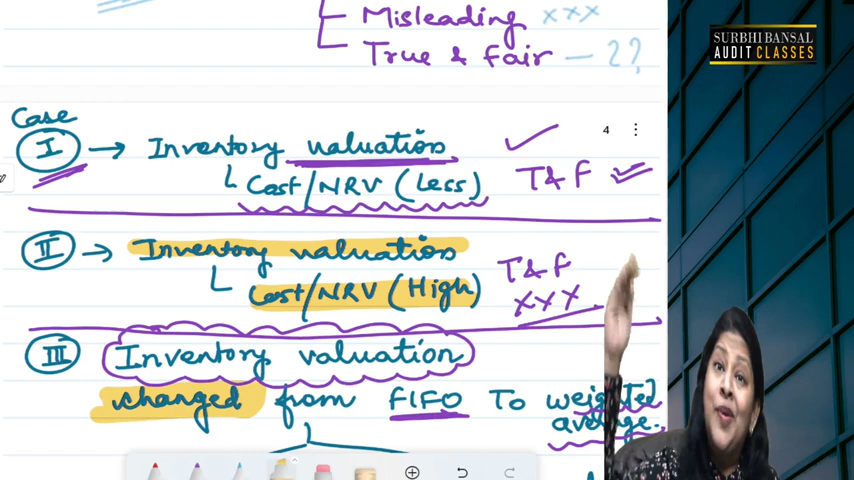 Misleading xxx
True & fair — 2?
SURBHI BANSAL
AUDIT CLASSES
Case
I → Inventory valuation ✓
4
Cost/NRV (Less) T&F ✓
II → Inventory valuation
Cost/NRV (High) T&F
xxx
III Inventory valuation
changed from FIFO To weighted
average.